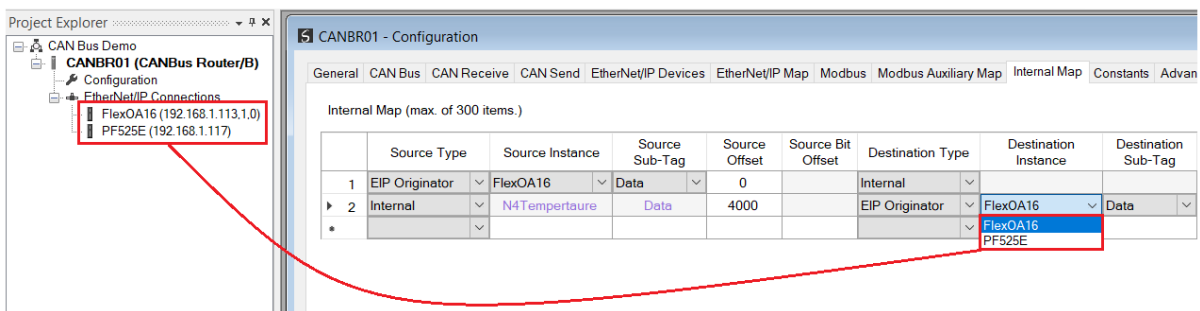 Project Explorer
CAN Bus Demo
CANBR01 (CANBus Router/B)
Configuration
EtherNet/IP Connections
FlexOA16 (192.168.1.113,1,0)
PF525E (192.168.1.117)
CANBR01 - Configuration
General CAN Bus CAN Receive CAN Send EtherNet/IP Devices EtherNet/IP Map Modbus Modbus Auxiliary Map Internal Map Constants Advan
Internal Map (max. of 300 items.)
Source Type Source Instance Source Sub-Tag Source Offset Source Bit Offset Destination Type Destination Instance Destination Sub-Tag
1 EIP Originator FlexOA16 Data 0 Internal
2 Internal N4Tempertaure Data 4000 EIP Originator FlexOA16 Data
FlexOA16
PF525E